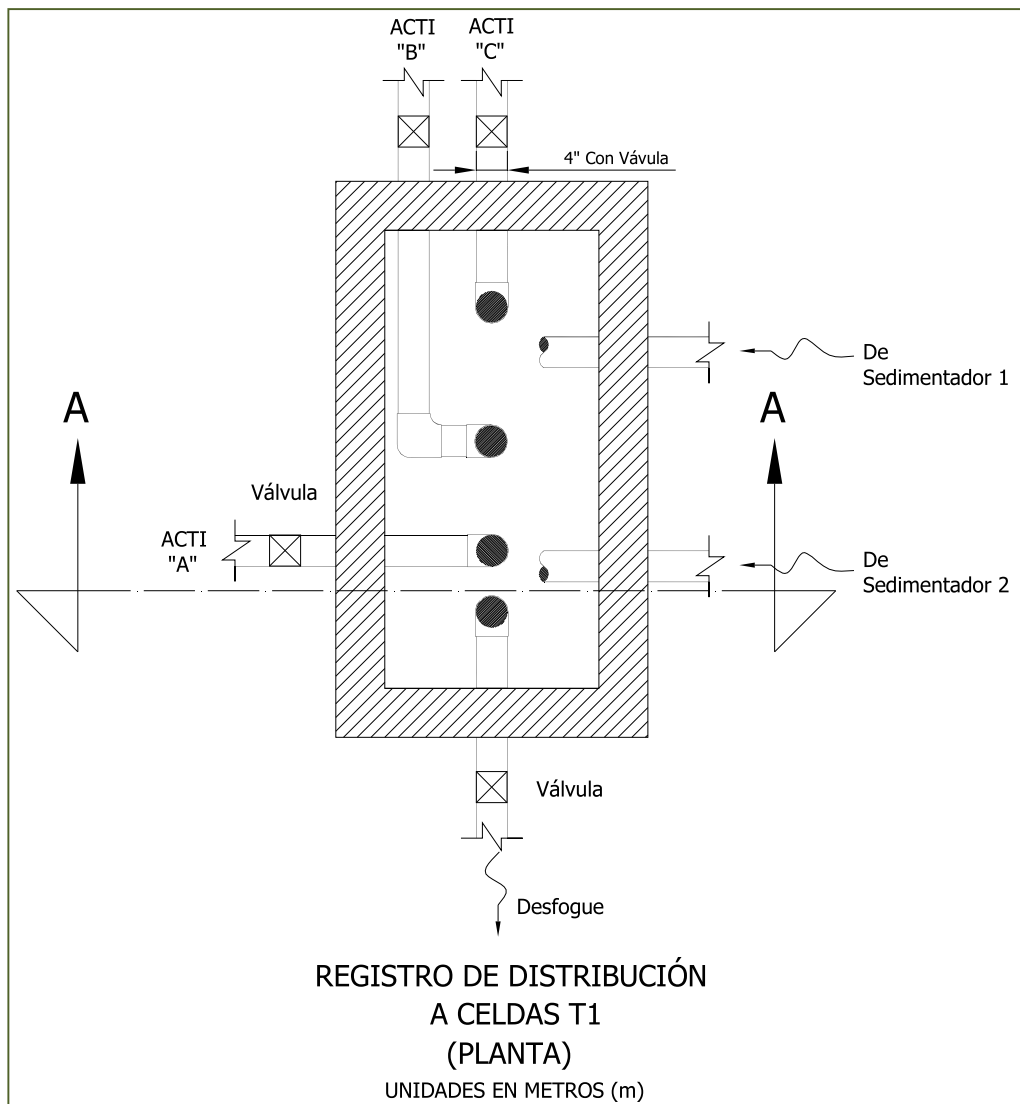 ACTI
"B"
ACTI
"C"
4" Con Vávula
De
Sedimentador 1
A
A
Válvula
ACTI
"A"
De
Sedimentador 2
Válvula
Desfogue
REGISTRO DE DISTRIBUCIÓN
A CELDAS T1
(PLANTA)
UNIDADES EN METROS (m)